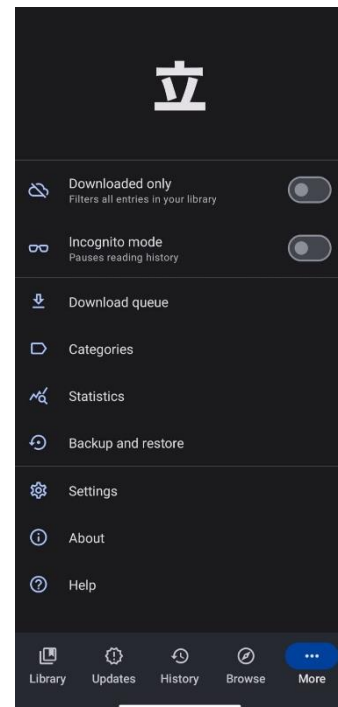 立
Downloaded only
Filters all entries in your library
Incognito mode
Pauses reading history
Download queue
Categories
Statistics
Backup and restore
Settings
About
Help
Library Updates History Browse More